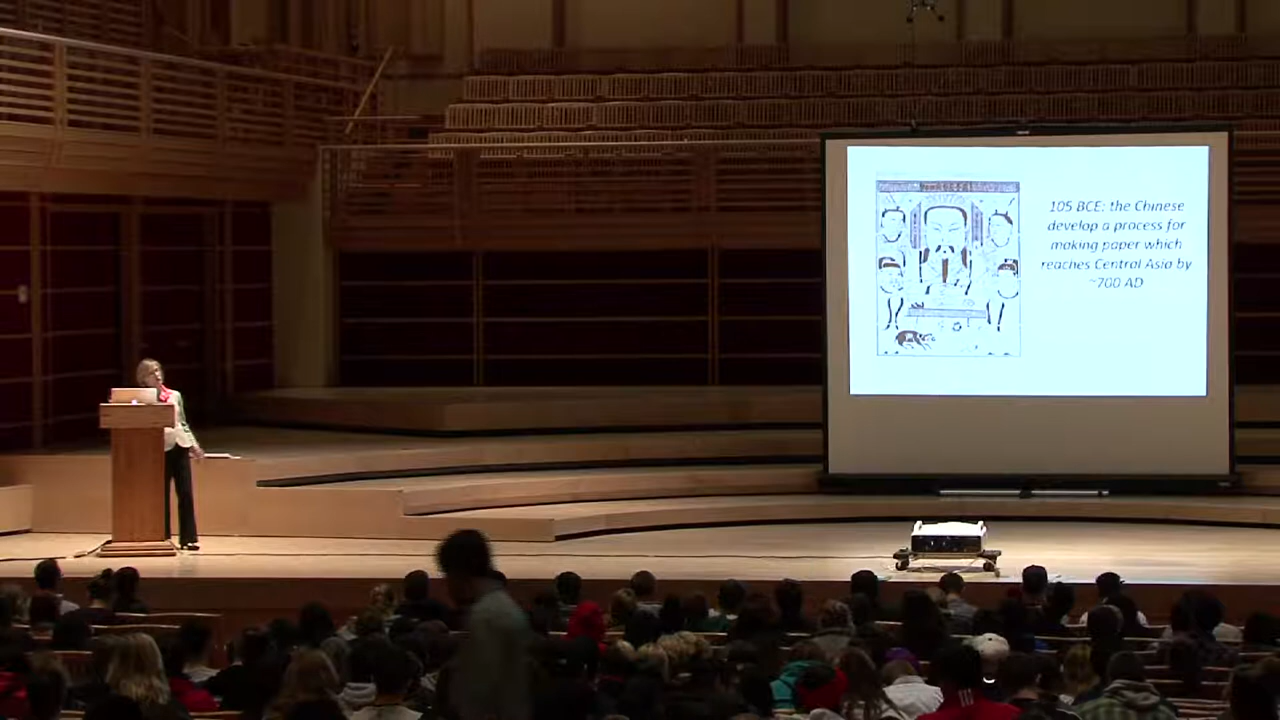 105 BCE: the Chinese
develop a process for
making paper which
reaches Central Asia by
~700 AD